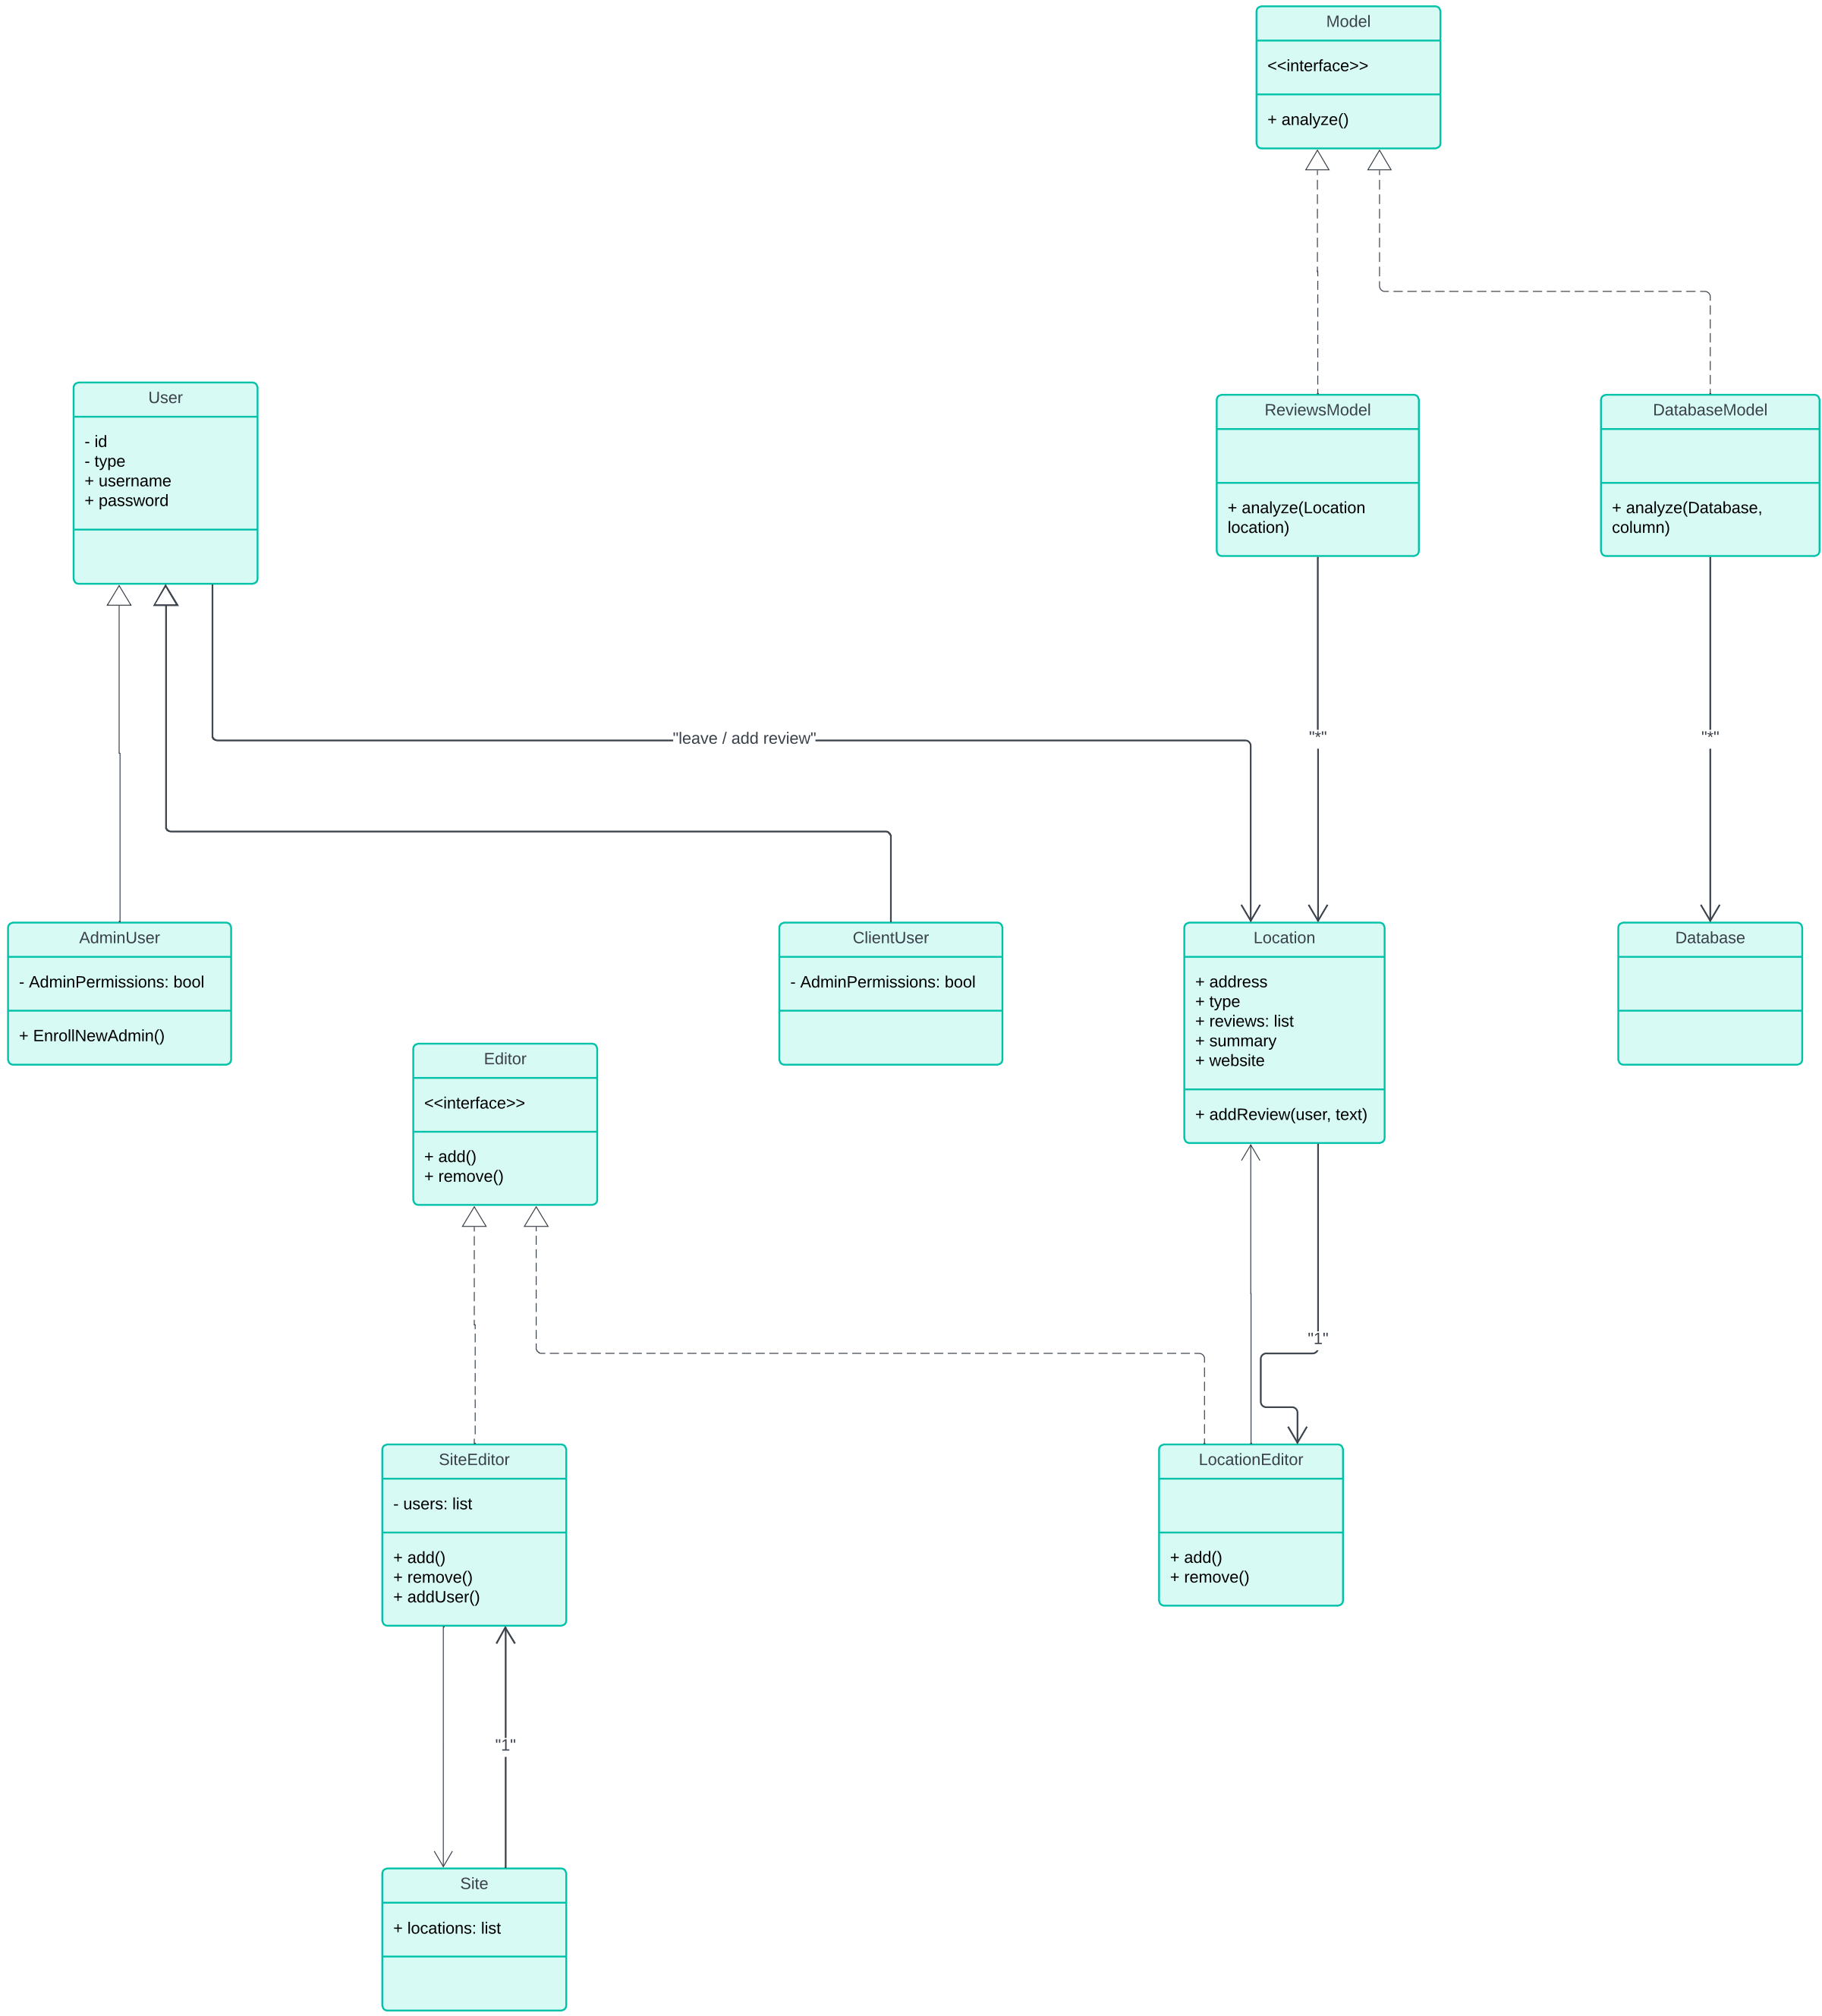 Model
<<interface>>
+ analyze()
User
- id
- type
+ username
+ password
ReviewsModel
+ analyze(Location
location)
DatabaseModel
+ analyze(Database,
column)
"leave / add review"
"*"
"*"
AdminUser
- AdminPermissions: bool
+ EnrollNewAdmin()
ClientUser
- AdminPermissions: bool
Location
+ address
+ type
+ reviews: list
+ summary
+ website
+ addReview(user, text)
Database
Editor
<<interface>>
+ add()
+ remove()
"1"
SiteEditor
- users: list
+ add()
+ remove()
+ addUser()
LocationEditor
+ add()
+ remove()
"1"
Site
+ locations: list